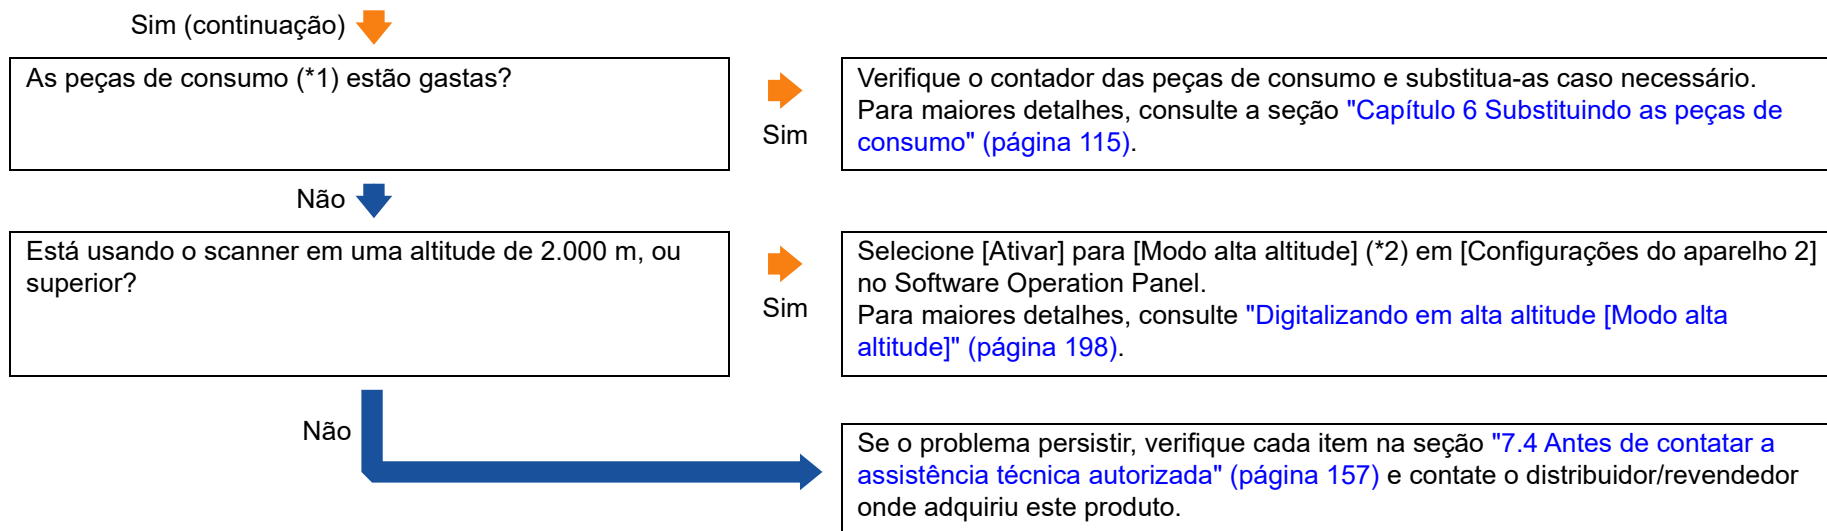 Sim (continuação)
As peças de consumo (*1) estão gastas?
Sim
Verifique o contador das peças de consumo e substitua-as caso necessário.
Para maiores detalhes, consulte a seção "Capítulo 6 Substituindo as peças de
consumo" (página 115).
Não
Está usando o scanner em uma altitude de 2.000 m, ou
superior?
Sim
Selecione [Ativar] para [Modo alta altitude] (*2) em [Configurações do aparelho 2]
no Software Operation Panel.
Para maiores detalhes, consulte "Digitalizando em alta altitude [Modo alta
altitude]" (página 198).
Não
Se o problema persistir, verifique cada item na seção "7.4 Antes de contatar a
assistência técnica autorizada" (página 157) e contate o distribuidor/revendedor
onde adquiriu este produto.